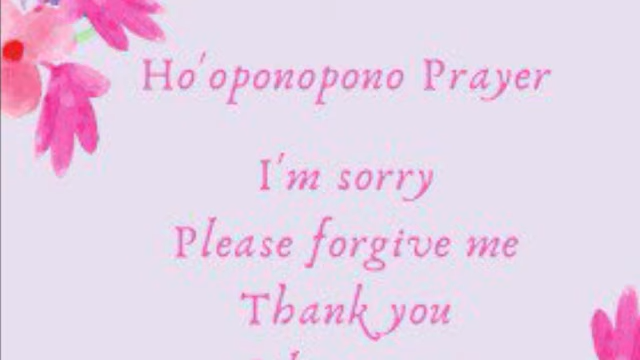 Ho'oponopono Prayer
I'm sorry
Please forgive me
Thank you